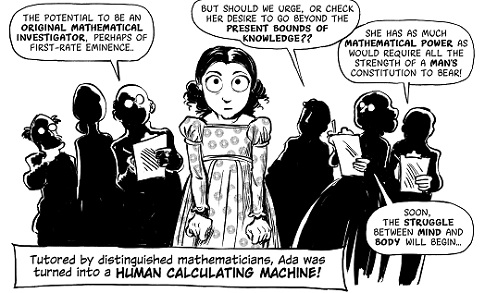 THE POTENTIAL TO BE AN
ORIGINAL MATHEMATICAL
INVESTIGATOR, PERHAPS OF
FIRST-RATE EMINENCE..
BUT SHOULD WE URGE, OR CHECK
HER DESIRE TO GO BEYOND THE
PRESENT BOUNDS OF
KNOWLEDGE??
SHE HAS AS MUCH
MATHEMATICAL POWER AS
WOULD REQUIRE ALL THE
STRENGTH OF A MAN'S
CONSTITUTION TO BEAR!
SOON,
THE STRUGGLE
BETWEEN MIND AND
BODY WILL BEGIN...
Tutored by distinguished mathematicians, Ada was
turned into a HUMAN CALCULATING MACHINE!